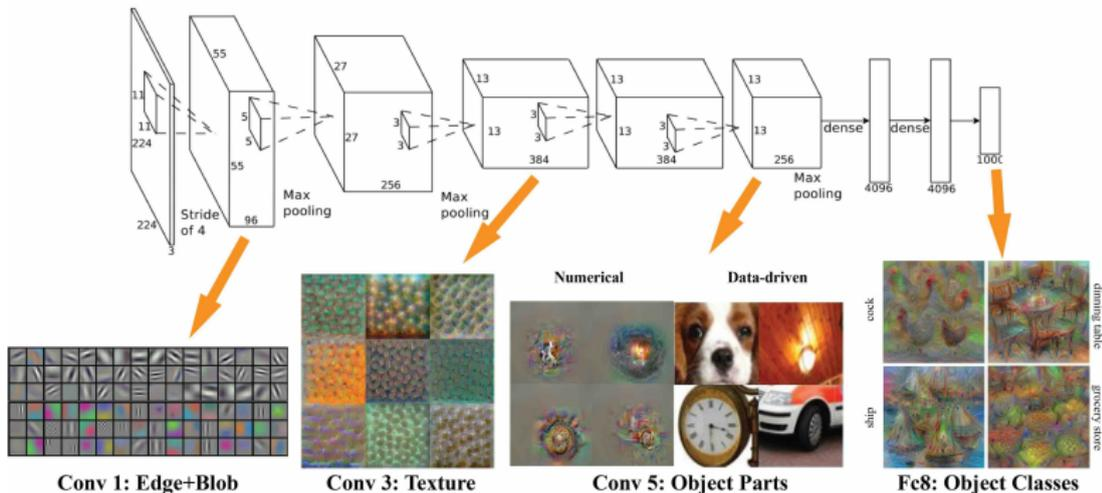 55
27
13
13
13
11
5
3
3
3
11
5
27
3
13
3
13
3
13
dense
dense
224
384
384
256
1000
55
256
Max
pooling
4096
4096
Max
pooling
Max
pooling
224
Stride
of 4
96
3
Numerical
Data-driven
cock
dinning table
ship
grocery store
Conv 1: Edge+Blob
Conv 3: Texture
Conv 5: Object Parts
Fc8: Object Classes